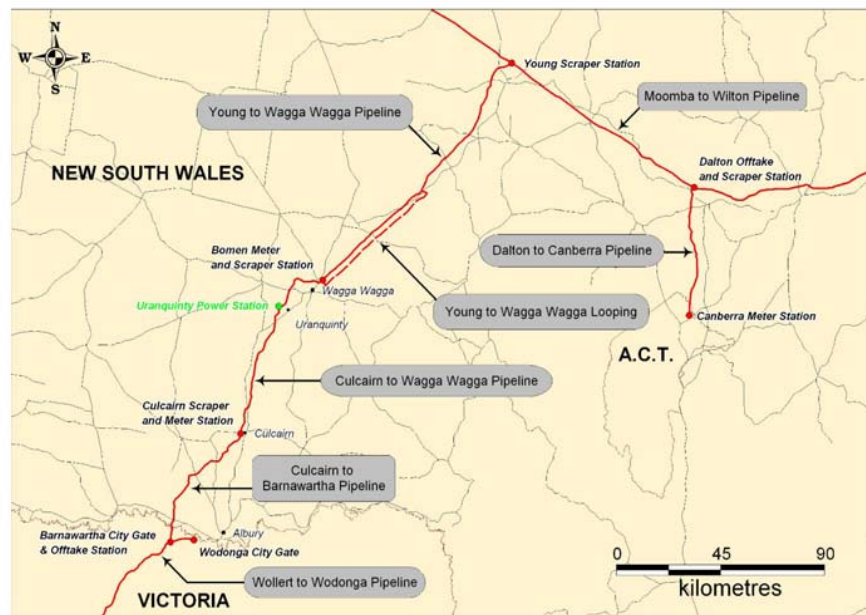 N
W E
S
Young Scraper Station
Young to Wagga Wagga Pipeline
Moomba to Wilton Pipeline
NEW SOUTH WALES
Dalton Offtake
and Scraper Station
Bomen Meter
and Scraper Station
Dalton to Canberra Pipeline
Wagga Wagga
Uranquinty Power Station
Young to Wagga Wagga Looping
Uranquinty
Canberra Meter Station
A.C.T.
Culcairn to Wagga Wagga Pipeline
Culcairn Scraper
and Meter Station
Culcairn
Culcairn to
Barnawartha Pipeline
Barnawartha City Gate
& Offtake Station
Albury
Wodonga City Gate
0 45 90
kilometres
Wollert to Wodonga Pipeline
VICTORIA